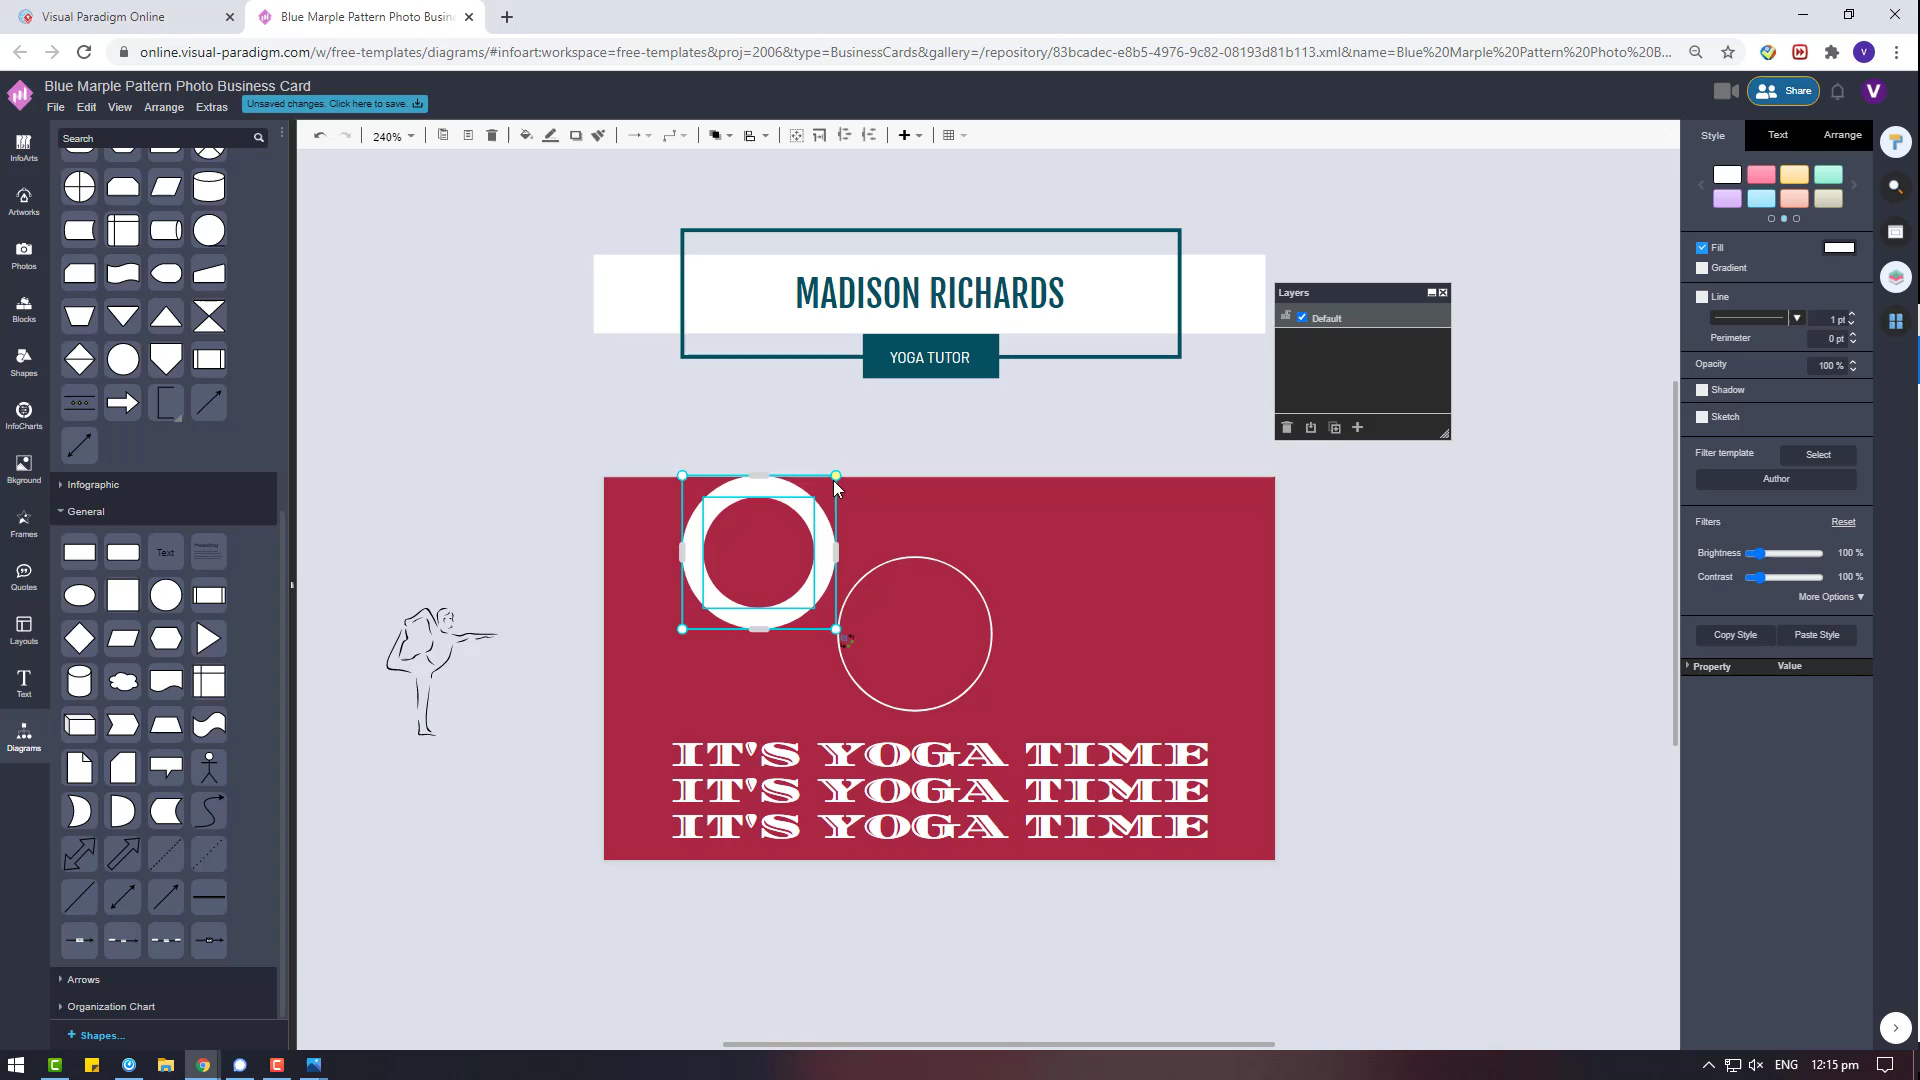 Visual Paradigm Online
Blue Marple Pattern Photo Busin
online.visual-paradigm.com/w/free-templates/diagrams/#infoart:workspace=free-templates&proj=2006&type=BusinessCards&gallery=/repository/83bcadec-e8b5-4976-9c82-08193d81b113.xml&name=Blue%20Marple%20Pattern%20Photo%20B...
V
Blue Marple Pattern Photo Business Card
File Edit View Arrange Extras
Unsaved changes. Click here to save.
Share
V
Search
240%
Style Text Arrange
InfoArts
Artworks
Photos
Blocks
Shapes
InfoCharts
Bkground
Frames
Quotes
Layouts
Text
Diagrams
Infographic
General
Text
Heading
Arrows
Organization Chart
+ Shapes...
MADISON RICHARDS
YOGA TUTOR
Layers
Default
IT'S YOGA TIME
IT'S YOGA TIME
IT'S YOGA TIME
Fill
Gradient
Line
1 pt
Perimeter 0 pt
Opacity 100 %
Shadow
Sketch
Filter template Select
Author
Filters Reset
Brightness 100 %
Contrast 100 %
More Options ▼
Copy Style Paste Style
Property Value
ENG 12:15 pm